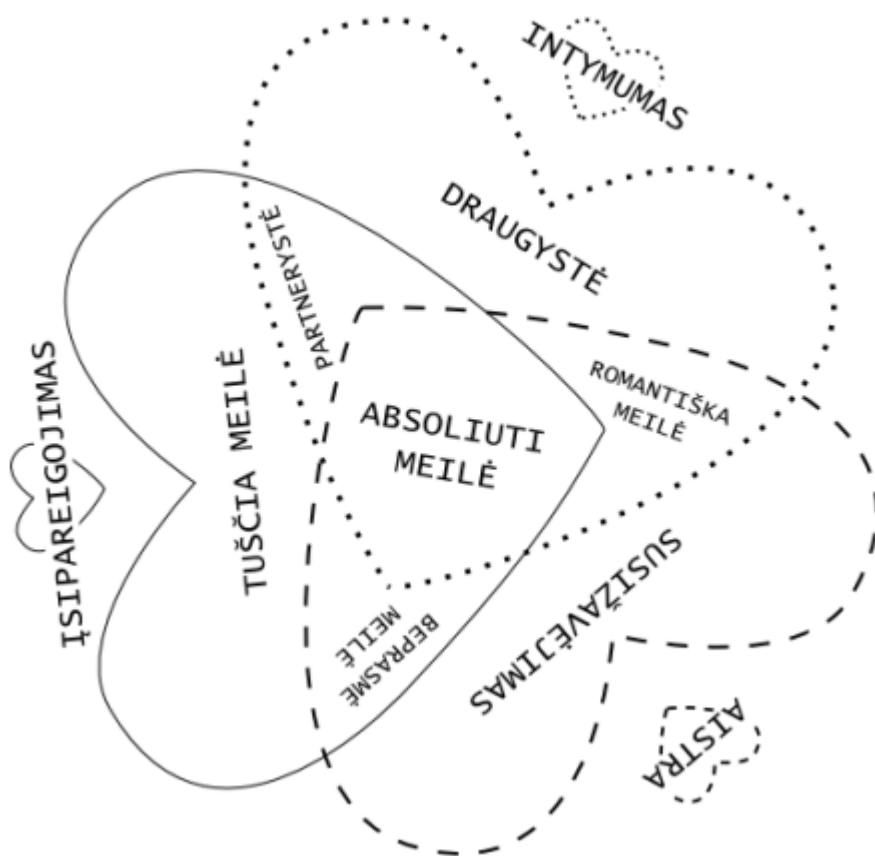 INTYMUMAS
DRAUGYSTĖ
PARTNERYSTĖ
ROMANTIŠKA
MEILĖ
ĮSIPAREIGOJIMAS
TUŠČIA MEILĖ
ABSOLIUTI
MEILĖ
BEPRASMĖ
MEILĖ
SUSIŽAVĖJIMAS
AISTRA